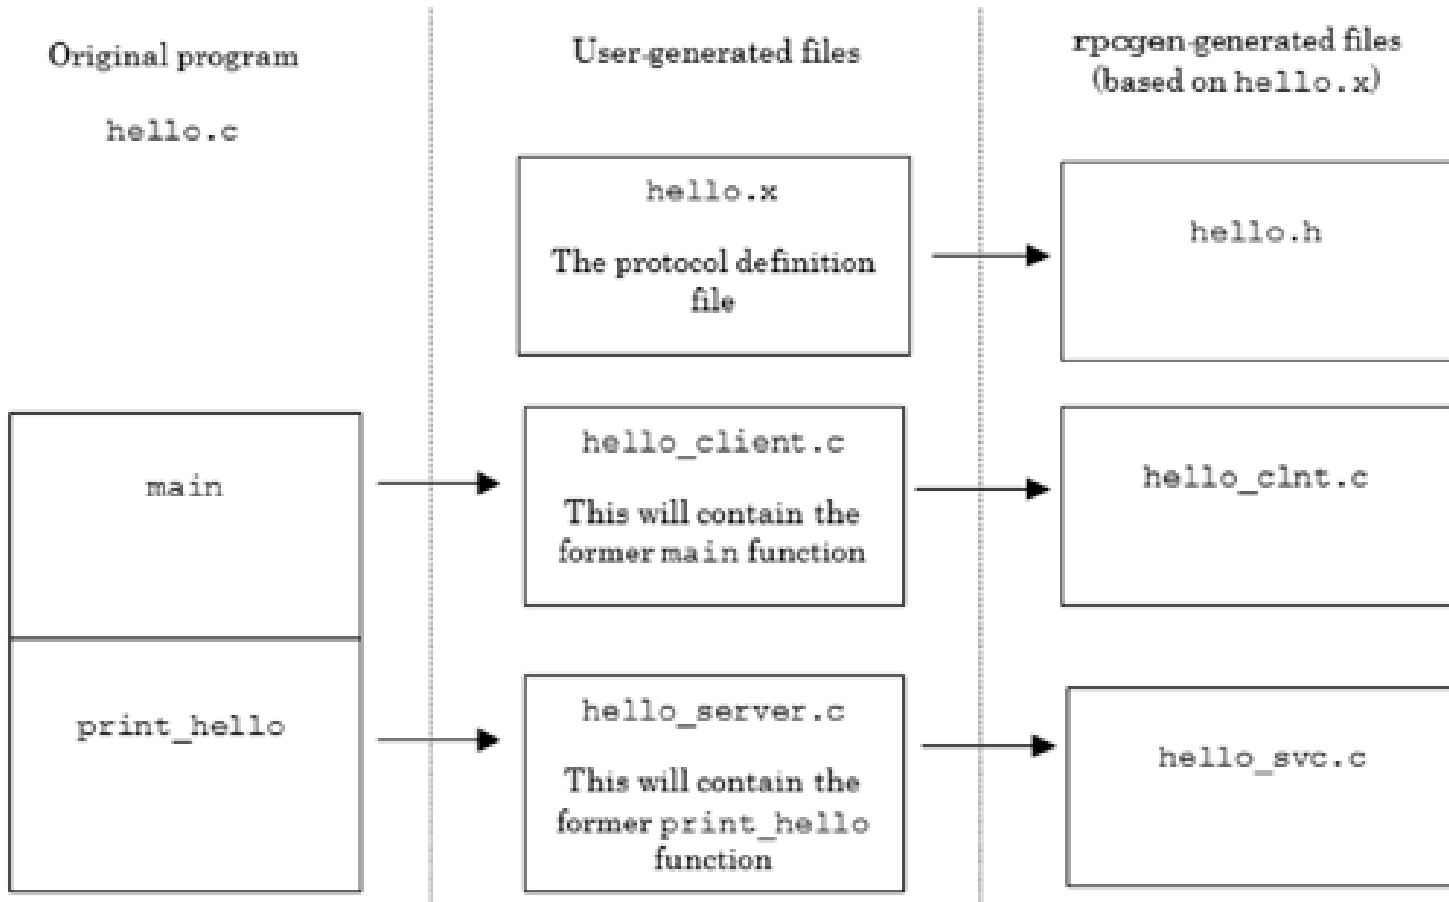 Original program
hello.c
main
print_hello
User-generated files
hello.x
The protocol definition
file
hello_client.c
This will contain the
former main function
hello_server.c
This will contain the
former print_hello
function
rpcgen-generated files
(based on hello.x)
hello.h
hello_clnt.c
hello_svc.c